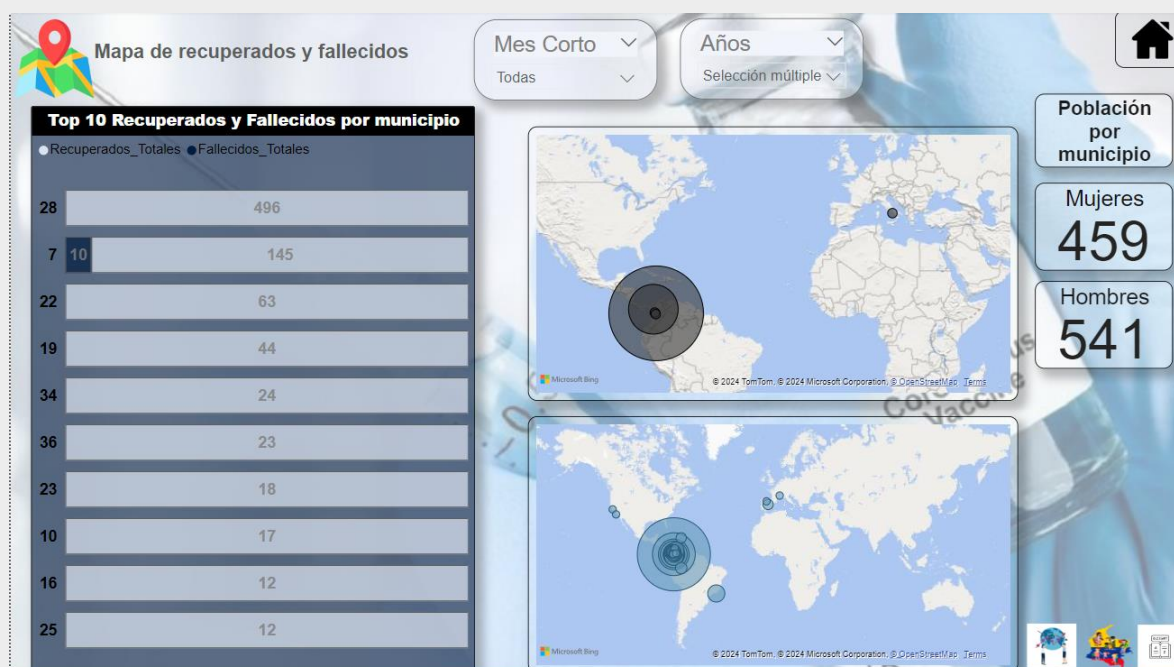 Mapa de recuperados y fallecidos
Mes Corto
Todas
Años
Selección múltiple
Top 10 Recuperados y Fallecidos por municipio
Recuperados_Totales Fallecidos_Totales
28 496
7 10 145
22 63
19 44
34 24
36 23
23 18
10 17
16 12
25 12
Microsoft Bing
© 2024 TomTom, © 2024 Microsoft Corporation, © OpenStreetMap Terms
Vaccine
Microsoft Bing
© 2024 TomTom, © 2024 Microsoft Corporation, © OpenStreetMap Terms
Población
por
municipio
Mujeres
459
Hombres
541